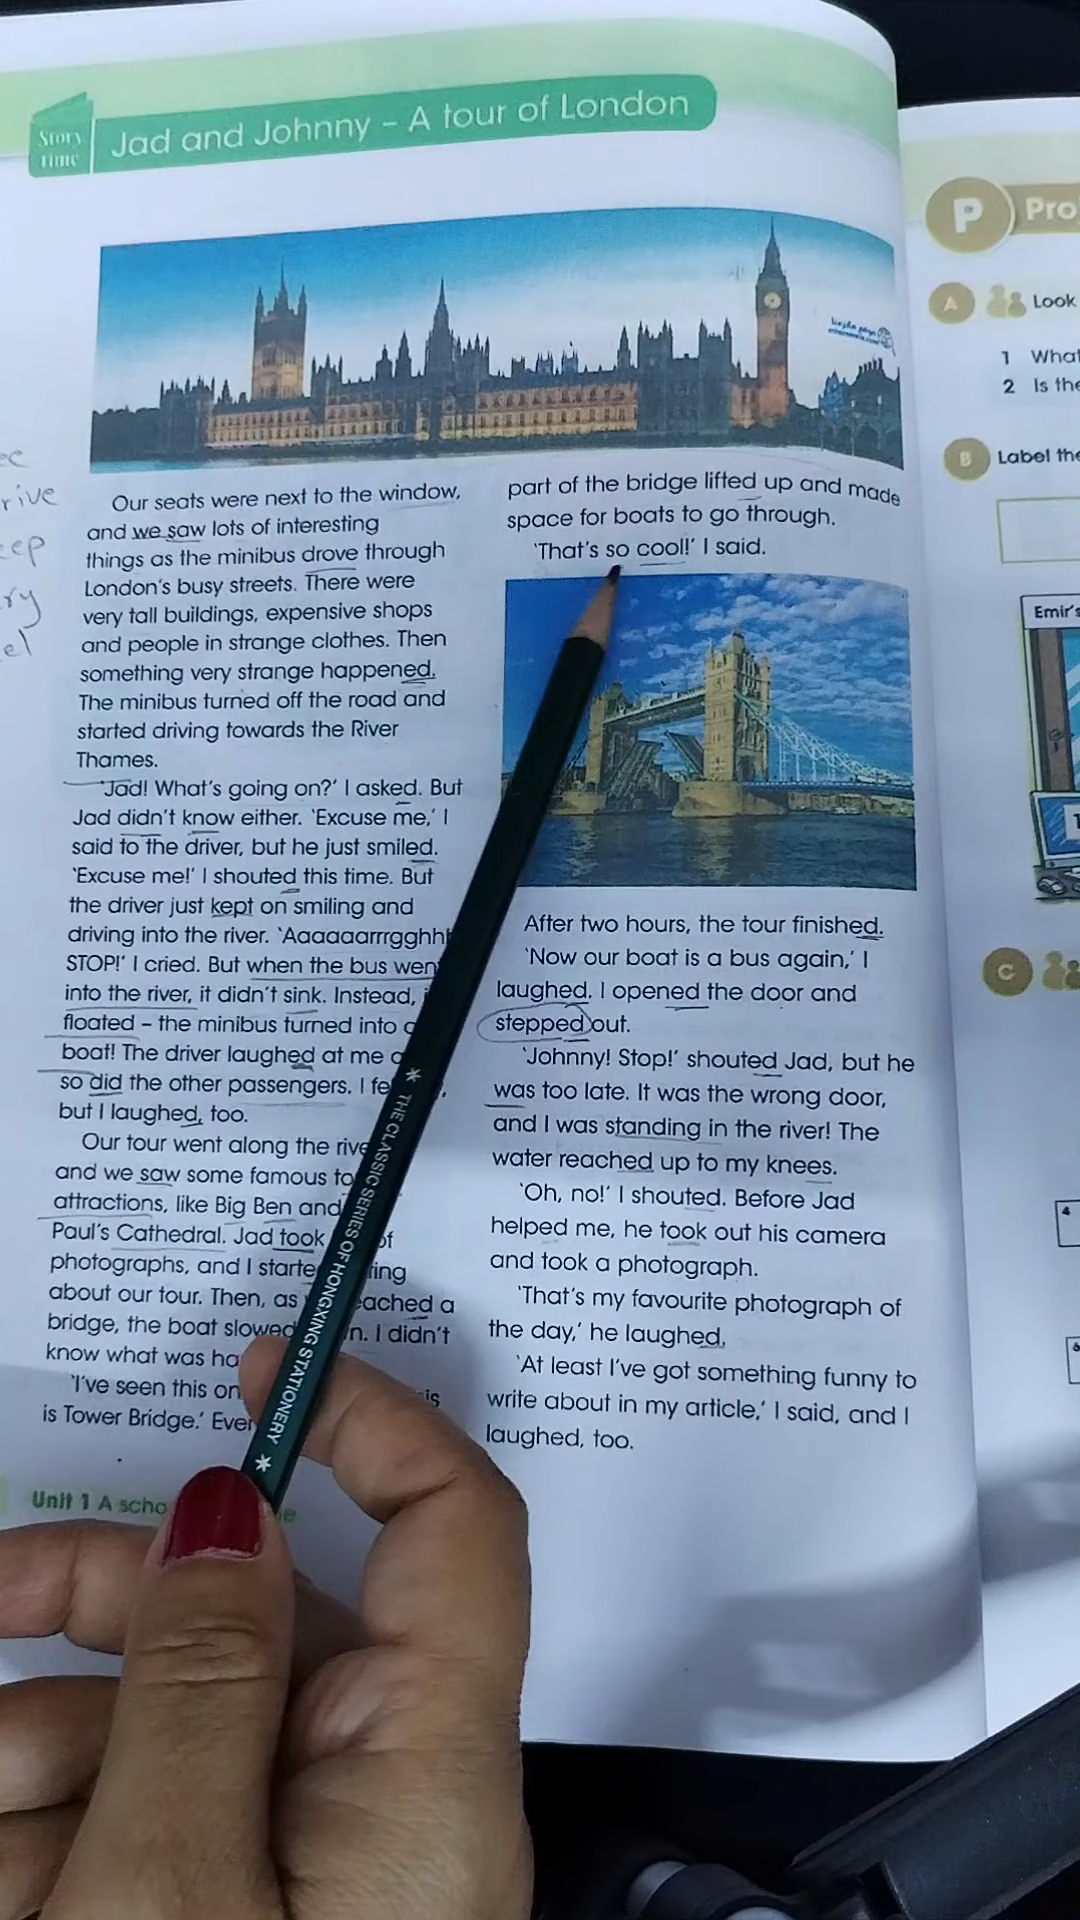 Story
time
Jad and Johnny – A tour of London
Our seats were next to the window,
and we saw lots of interesting
things as the minibus drove through
London's busy streets. There were
very tall buildings, expensive shops
and people in strange clothes. Then
something very strange happened.
The minibus turned off the road and
started driving towards the River
Thames.
'Jad! What's going on?' I asked. But
Jad didn't know either. 'Excuse me,' I
said to the driver, but he just smiled.
'Excuse me!' I shouted this time. But
the driver just kept on smiling and
driving into the river. 'Aaaaaarrrgghh
STOP!' I cried. But when the bus wen
into the river, it didn't sink. Instead,
floated – the minibus turned into
boat! The driver laughed at me
so did the other passengers. I fe
but I laughed, too.
Our tour went along the rive
and we saw some famous to
attractions, like Big Ben and
Paul's Cathedral. Jad took of
photographs, and I starte ing
about our tour. Then, as eached a
bridge, the boat slowed n. I didn't
know what was ha
'I've seen this on is
is Tower Bridge.' Ever
part of the bridge lifted up and made
space for boats to go through.
'That's so cool!' I said.
After two hours, the tour finished.
'Now our boat is a bus again,' I
laughed. I opened the door and
stepped out.
'Johnny! Stop!' shouted Jad, but he
was too late. It was the wrong door,
and I was standing in the river! The
water reached up to my knees.
'Oh, no!' I shouted. Before Jad
helped me, he took out his camera
and took a photograph.
'That's my favourite photograph of
the day,' he laughed.
'At least I've got something funny to
write about in my article,' I said, and I
laughed, too.
Unit 1 A scho
THE CLASSIC SERIES OF HONGXING STATIONERY
rive
eep
ry
el
P Pro
A Look
1 What
2 Is the
B Label the
Emir's
1
C
4